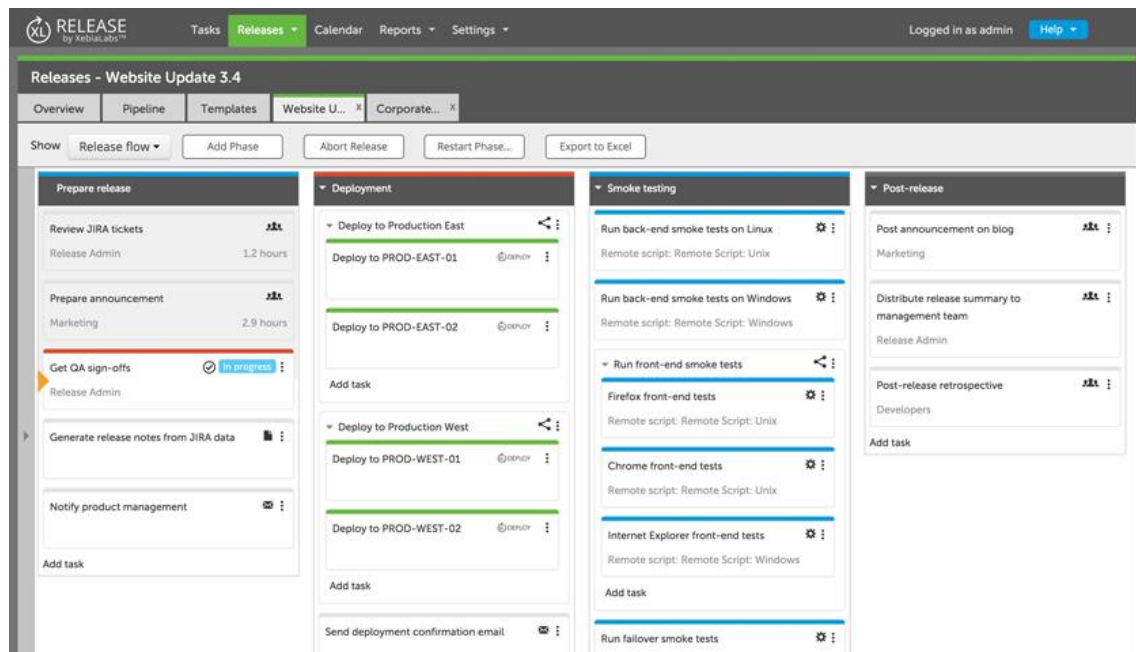 XL RELEASE
by XebiaLabs™
Tasks Releases Calendar Reports Settings Logged in as admin Help
Releases - Website Update 3.4
Overview Pipeline Templates Website U... x Corporate... x
Show Release flow Add Phase Abort Release Restart Phase... Export to Excel
Prepare release
Review JIRA tickets
Release Admin 1.2 hours
Prepare announcement
Marketing 2.9 hours
Get QA sign-offs In progress
Release Admin
Generate release notes from JIRA data
Notify product management
Add task
Deployment
Deploy to Production East
Deploy to PROD-EAST-01 DEPLOY
Deploy to PROD-EAST-02 DEPLOY
Add task
Deploy to Production West
Deploy to PROD-WEST-01 DEPLOY
Deploy to PROD-WEST-02 DEPLOY
Add task
Send deployment confirmation email
Smoke testing
Run back-end smoke tests on Linux
Remote script: Remote Script: Unix
Run back-end smoke tests on Windows
Remote script: Remote Script: Windows
Run front-end smoke tests
Firefox front-end tests
Remote script: Remote Script: Unix
Chrome front-end tests
Remote script: Remote Script: Unix
Internet Explorer front-end tests
Remote script: Remote Script: Windows
Add task
Run failover smoke tests
Post-release
Post announcement on blog
Marketing
Distribute release summary to
management team
Release Admin
Post-release retrospective
Developers
Add task